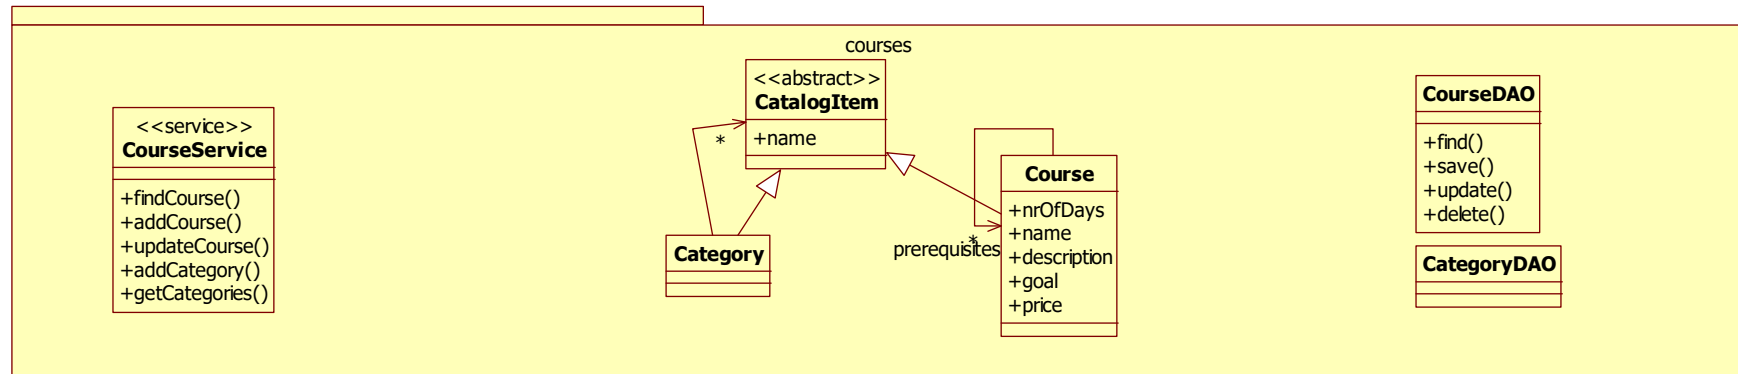 courses
<<service>>
CourseService
+findCourse()
+addCourse()
+updateCourse()
+addCategory()
+getCategories()
<<abstract>>
CatalogItem
+name
*
Category
Course
+nrOfDays
+name
+description
+goal
+price
prerequisites
*
CourseDAO
+find()
+save()
+update()
+delete()
CategoryDAO